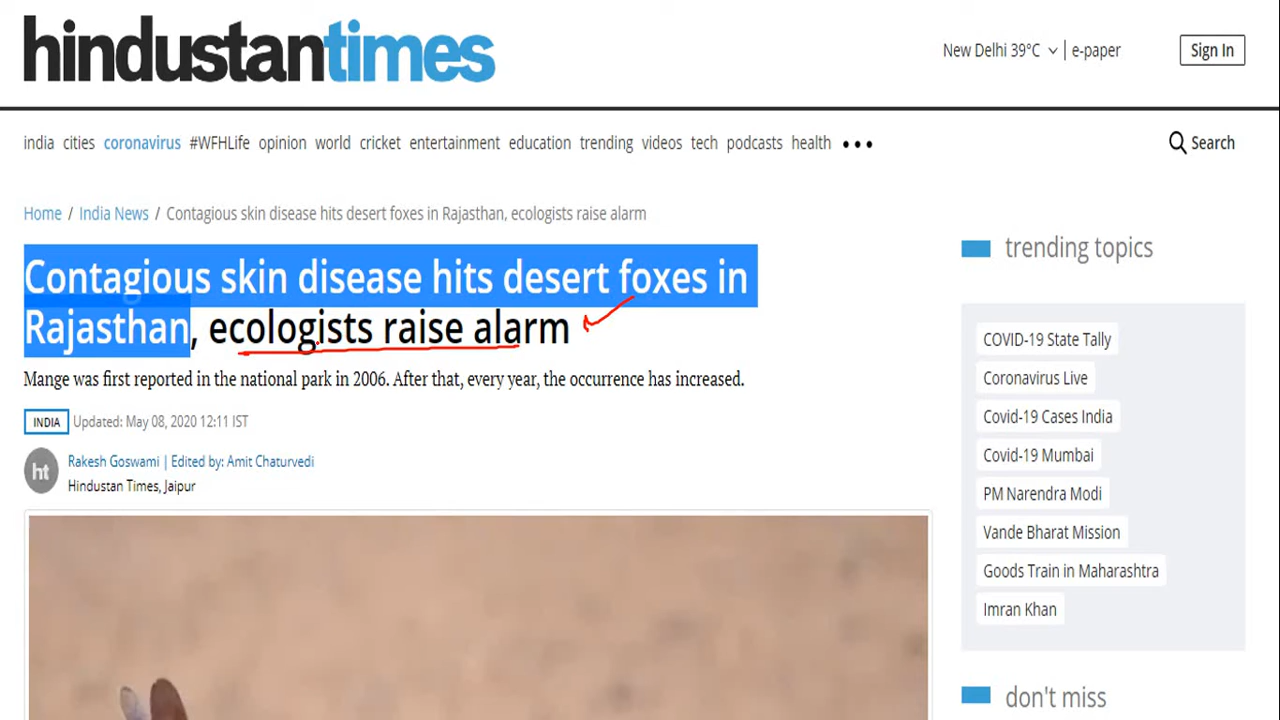 hindustantimes
New Delhi 39°C | e-paper
Sign In
india cities coronavirus #WFHLife opinion world cricket entertainment education trending videos tech podcasts health
Search
Home / India News / Contagious skin disease hits desert foxes in Rajasthan, ecologists raise alarm
Contagious skin disease hits desert foxes in
Rajasthan, ecologists raise alarm
Mange was first reported in the national park in 2006. After that, every year, the occurrence has increased.
INDIA Updated: May 08, 2020 12:11 IST
ht
Rakesh Goswami | Edited by: Amit Chaturvedi
Hindustan Times, Jaipur
trending topics
COVID-19 State Tally
Coronavirus Live
Covid-19 Cases India
Covid-19 Mumbai
PM Narendra Modi
Vande Bharat Mission
Goods Train in Maharashtra
Imran Khan
don't miss